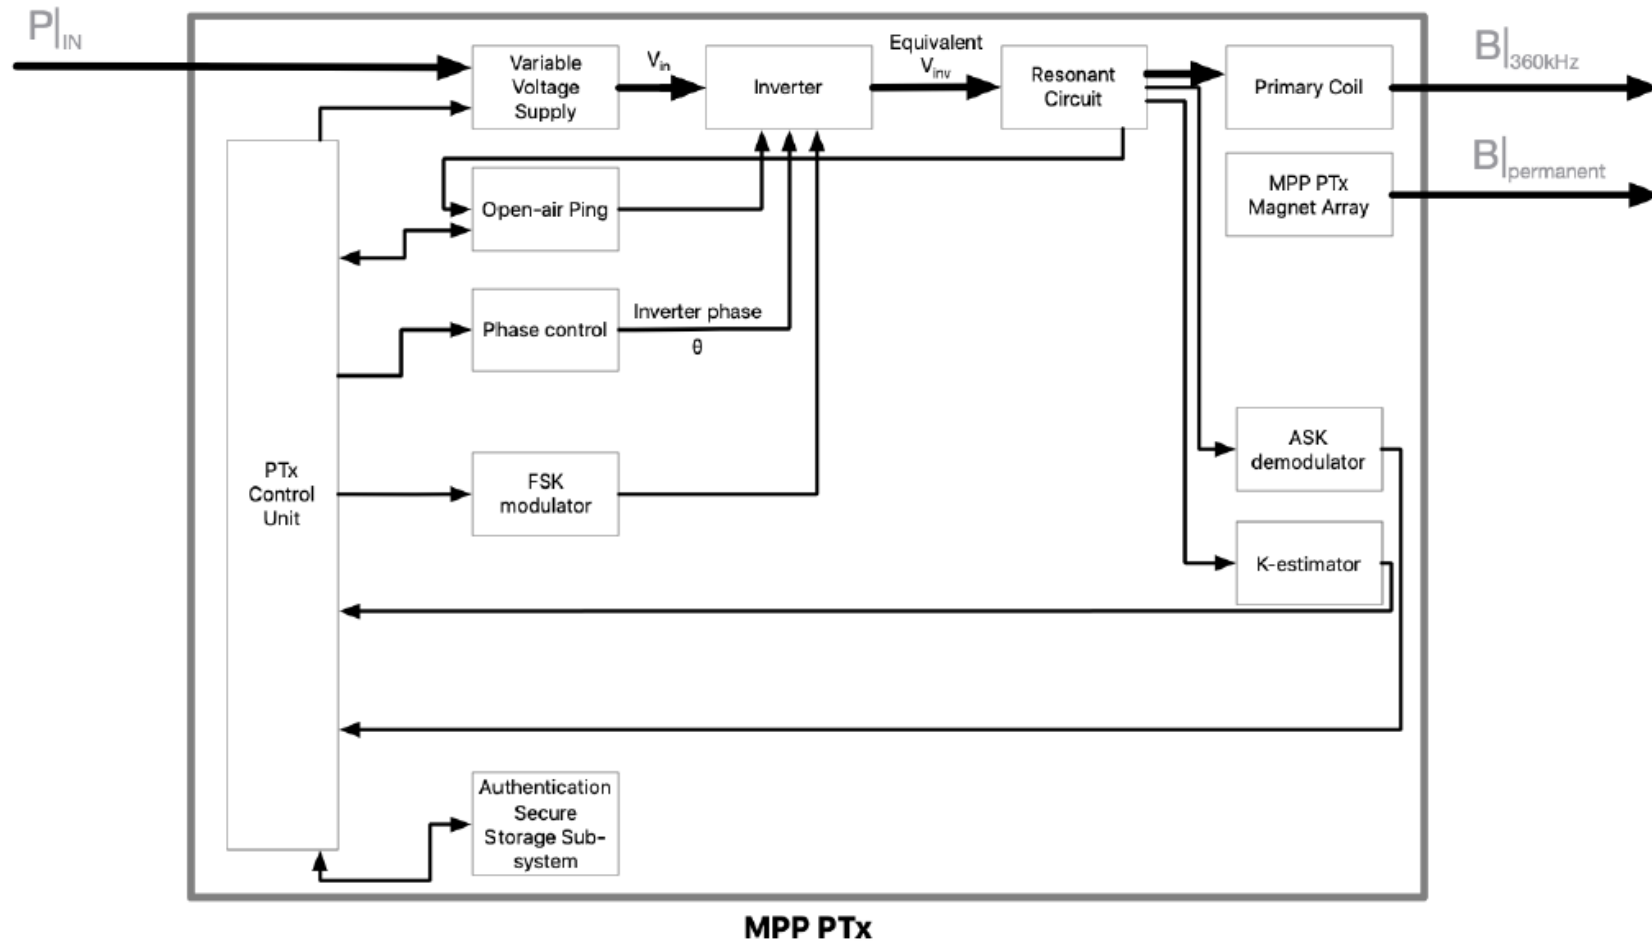 P|IN
Variable
Voltage
Supply
Vin
Inverter
Equivalent
Vinv
Resonant
Circuit
Primary Coil
B|360kHz
MPP PTx
Magnet Array
B|permanent
Open-air Ping
Phase control
Inverter phase
θ
PTx
Control
Unit
FSK
modulator
ASK
demodulator
K-estimator
Authentication
Secure
Storage Sub-
system
MPP PTx